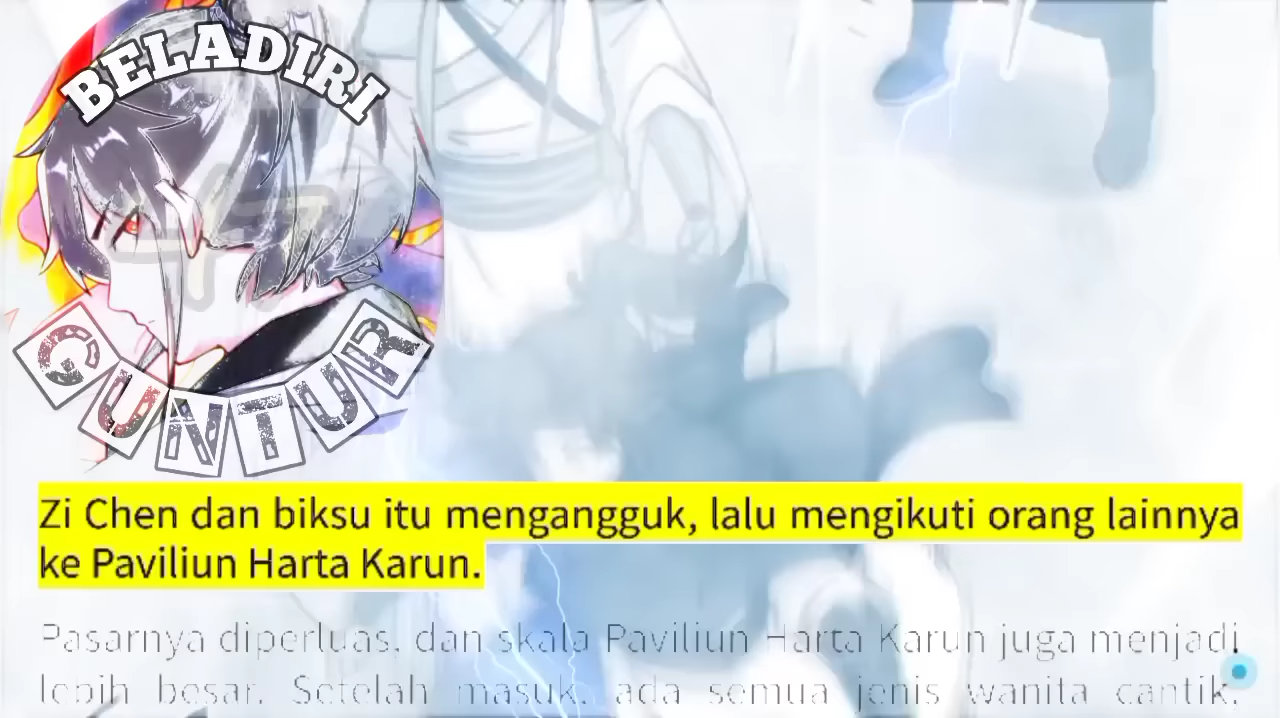 BELADIRI
GUNTUR
Zi Chen dan biksu itu mengangguk, lalu mengikuti orang lainnya
ke Paviliun Harta Karun.
Pasarnya diperluas, dan skala Paviliun Harta Karun juga menjadi
lebih besar. Setelah masuk, ada semua jenis wanita cantik,